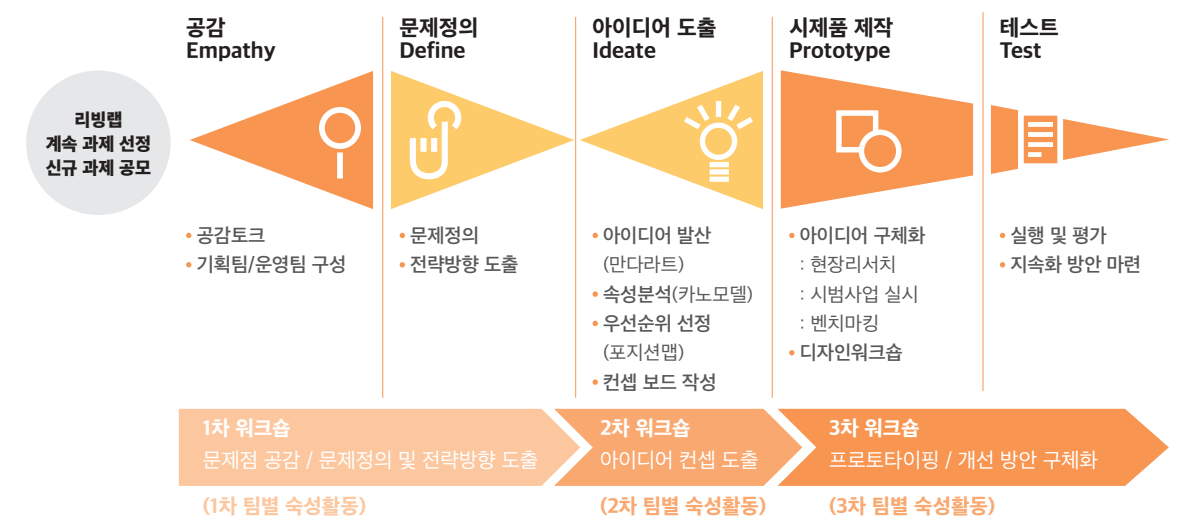 리빙랩
계속 과제 선정
신규 과제 공모
공감
Empathy
• 공감토크
• 기획팀/운영팀 구성
문제정의
Define
• 문제정의
• 전략방향 도출
아이디어 도출
Ideate
• 아이디어 발산
(만다라트)
• 속성분석(카노모델)
• 우선순위 선정
(포지션맵)
• 컨셉 보드 작성
시제품 제작
Prototype
• 아이디어 구체화
: 현장리서치
: 시범사업 실시
: 벤치마킹
• 디자인워크숍
테스트
Test
• 실행 및 평가
• 지속화 방안 마련
1차 워크숍
문제점 공감 / 문제정의 및 전략방향 도출
(1차 팀별 숙성활동)
2차 워크숍
아이디어 컨셉 도출
(2차 팀별 숙성활동)
3차 워크숍
프로토타이핑 / 개선 방안 구체화
(3차 팀별 숙성활동)